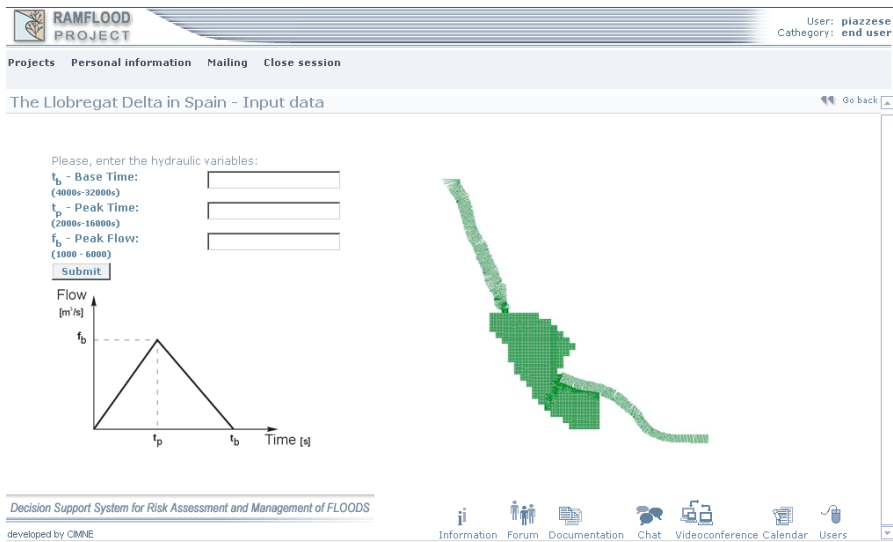 RAMFLOOD
PROJECT
User: piazzese
Cathegory: end user
Projects Personal information Mailing Close session
The Llobregat Delta in Spain - Input data
Go back
Please, enter the hydraulic variables:
tb - Base Time:
(4000s-32000s)
tp - Peak Time:
(2000s-16000s)
fb - Peak Flow:
(1000 - 6000)
Submit
Flow
[m³/s]
fb
tp
tb
Time [s]
Decision Support System for Risk Assessment and Management of FLOODS
developed by CIMNE
Information Forum Documentation Chat Videoconference Calendar Users